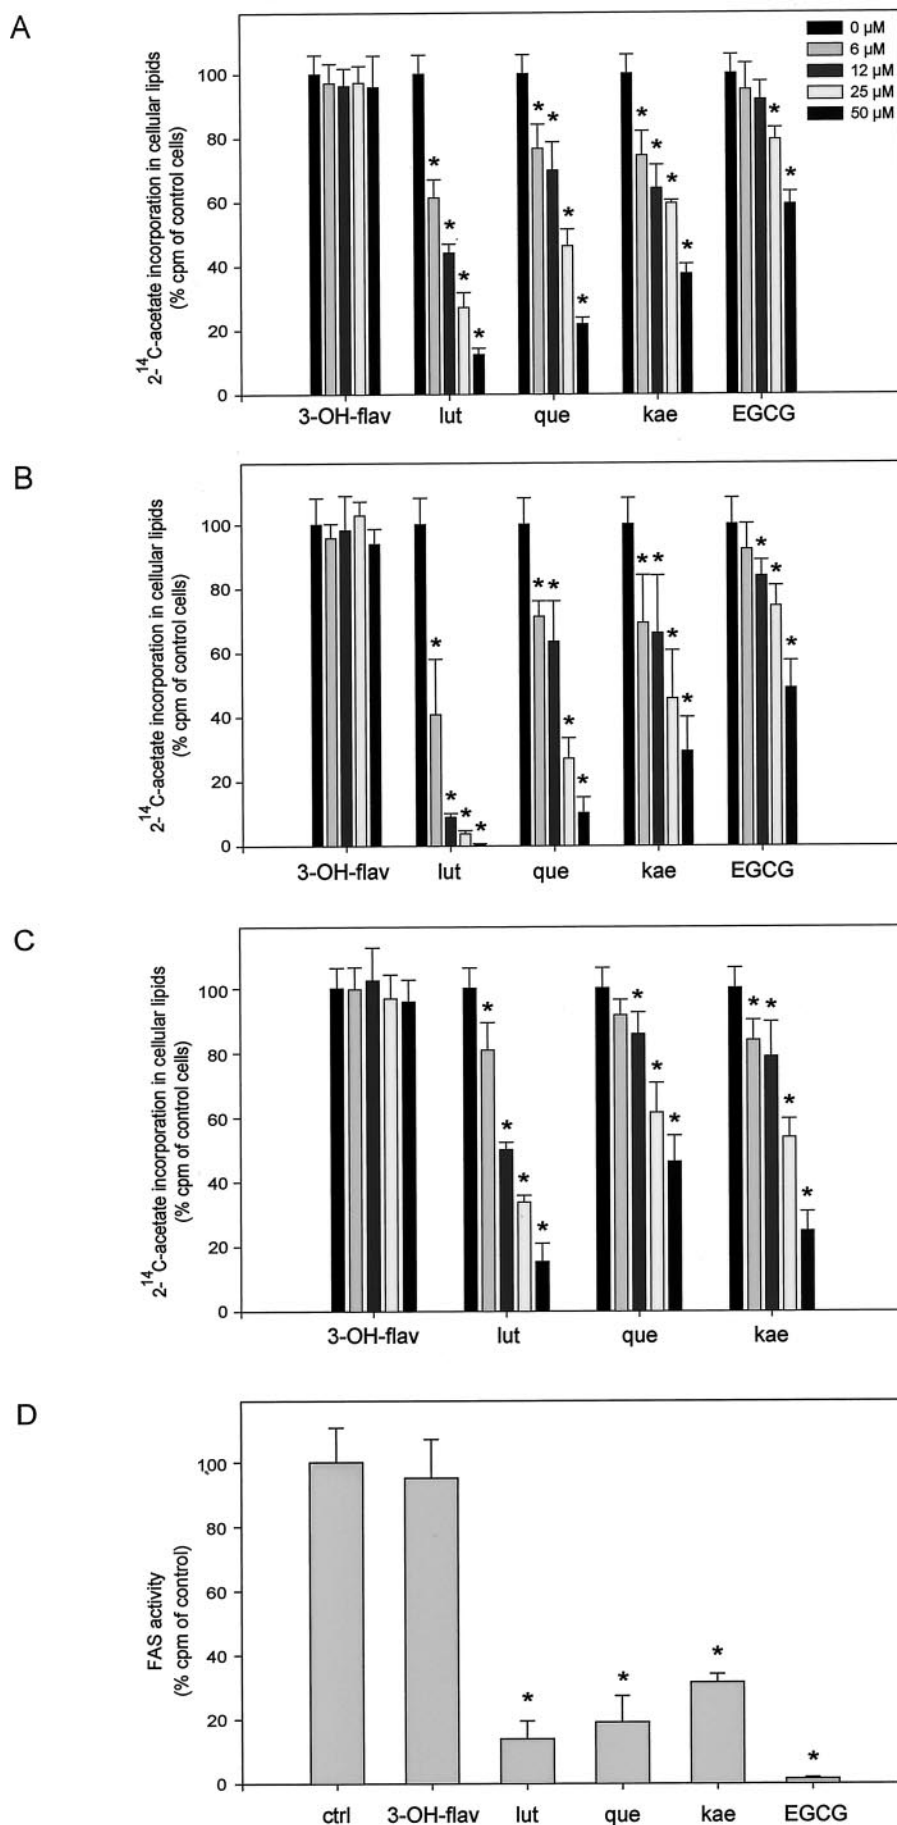 A
0 µM
6 µM
12 µM
25 µM
50 µM
2-14C-acetate incorporation in cellular lipids
(% cpm of control cells)
100
80
60
40
20
0
* * * * * * * * * * * * * *
3-OH-flav lut que kae EGCG
B
2-14C-acetate incorporation in cellular lipids
(% cpm of control cells)
100
80
60
40
20
0
* * * * * * * * * * * * * * *
3-OH-flav lut que kae EGCG
C
2-14C-acetate incorporation in cellular lipids
(% cpm of control cells)
100
80
60
40
20
0
* * * * * * * * * * *
3-OH-flav lut que kae
D
FAS activity
(% cpm of control)
100
80
60
40
20
0
* * * *
ctrl 3-OH-flav lut que kae EGCG